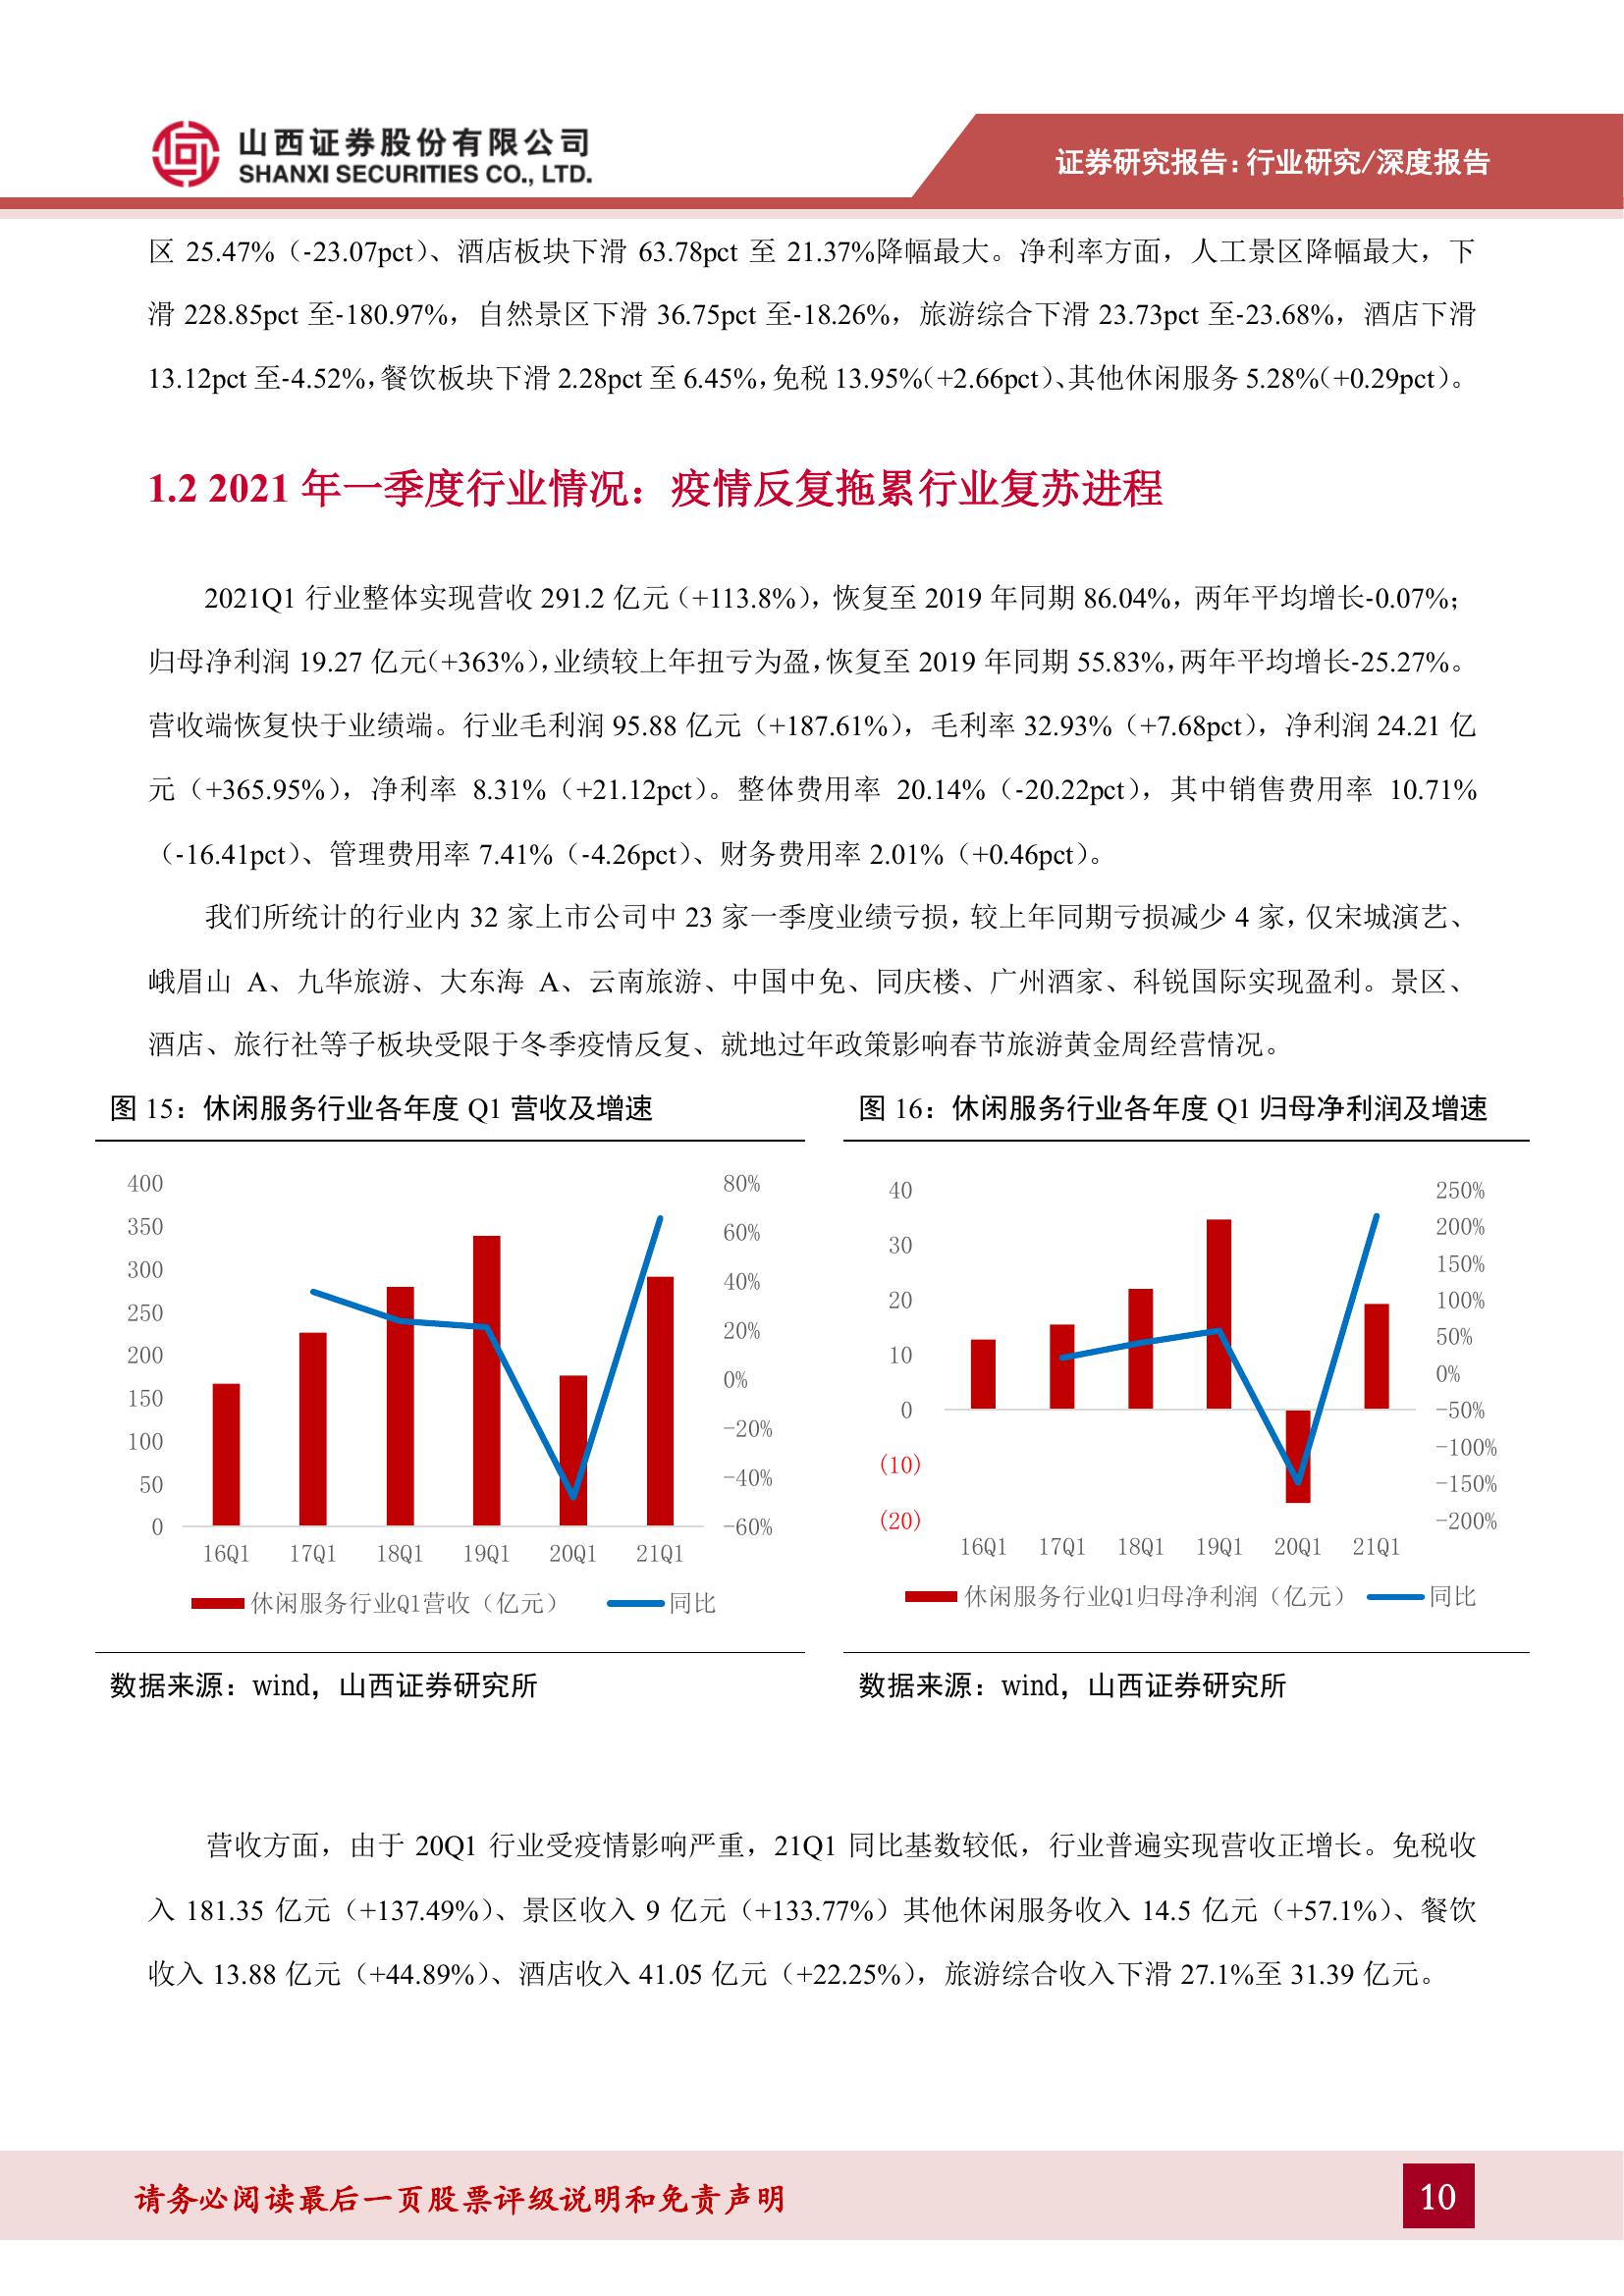 山西证券股份有限公司
SHANXI SECURITIES CO., LTD.
证券研究报告：行业研究/深度报告
区 25.47%（-23.07pct）、酒店板块下滑 63.78pct 至 21.37%降幅最大。净利率方面，人工景区降幅最大，下
滑 228.85pct 至-180.97%，自然景区下滑 36.75pct 至-18.26%，旅游综合下滑 23.73pct 至-23.68%，酒店下滑
13.12pct 至-4.52%，餐饮板块下滑 2.28pct 至 6.45%，免税 13.95%（+2.66pct）、其他休闲服务 5.28%（+0.29pct）。
1.2 2021 年一季度行业情况：疫情反复拖累行业复苏进程
2021Q1 行业整体实现营收 291.2 亿元（+113.8%），恢复至 2019 年同期 86.04%，两年平均增长-0.07%；
归母净利润 19.27 亿元（+363%），业绩较上年扭亏为盈，恢复至 2019 年同期 55.83%，两年平均增长-25.27%。
营收端恢复快于业绩端。行业毛利润 95.88 亿元（+187.61%），毛利率 32.93%（+7.68pct），净利润 24.21 亿
元（+365.95%），净利率 8.31%（+21.12pct）。整体费用率 20.14%（-20.22pct），其中销售费用率 10.71%
（-16.41pct）、管理费用率 7.41%（-4.26pct）、财务费用率 2.01%（+0.46pct）。
我们所统计的行业内 32 家上市公司中 23 家一季度业绩亏损，较上年同期亏损减少 4 家，仅宋城演艺、
峨眉山 A、九华旅游、大东海 A、云南旅游、中国中免、同庆楼、广州酒家、科锐国际实现盈利。景区、
酒店、旅行社等子板块受限于冬季疫情反复、就地过年政策影响春节旅游黄金周经营情况。
图 15：休闲服务行业各年度 Q1 营收及增速
400
350
300
250
200
150
100
50
0
80%
60%
40%
20%
0%
-20%
-40%
-60%
16Q1 17Q1 18Q1 19Q1 20Q1 21Q1
休闲服务行业Q1营收（亿元） 同比
数据来源：wind，山西证券研究所
图 16：休闲服务行业各年度 Q1 归母净利润及增速
40
30
20
10
0
(10)
(20)
250%
200%
150%
100%
50%
0%
-50%
-100%
-150%
-200%
16Q1 17Q1 18Q1 19Q1 20Q1 21Q1
休闲服务行业Q1归母净利润（亿元） 同比
数据来源：wind，山西证券研究所
营收方面，由于 20Q1 行业受疫情影响严重，21Q1 同比基数较低，行业普遍实现营收正增长。免税收
入 181.35 亿元（+137.49%）、景区收入 9 亿元（+133.77%）其他休闲服务收入 14.5 亿元（+57.1%）、餐饮
收入 13.88 亿元（+44.89%）、酒店收入 41.05 亿元（+22.25%），旅游综合收入下滑 27.1%至 31.39 亿元。
请务必阅读最后一页股票评级说明和免责声明
10